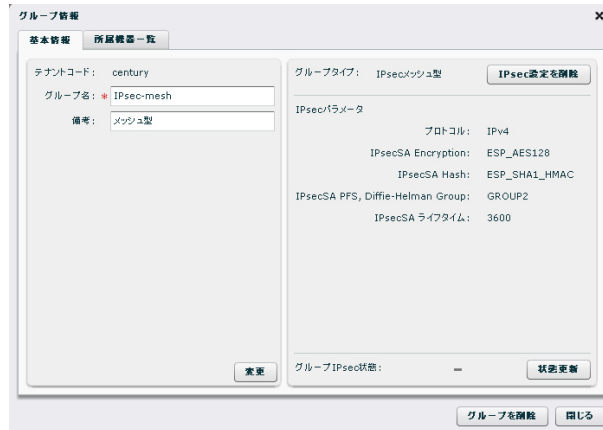 グループ情報
×
基本情報 所属機器一覧
テナントコード: century
グループ名: * IPsec-mesh
備考: メッシュ型
変更
グループタイプ: IPsecメッシュ型 IPsec設定を削除
IPsecパラメータ
プロトコル: IPv4
IPsecSA Encryption: ESP_AES128
IPsecSA Hash: ESP_SHA1_HMAC
IPsecSA PFS, Diffie-Helman Group: GROUP2
IPsecSA ライフタイム: 3600
グループIPsec状態: － 状態更新
グループを削除 閉じる